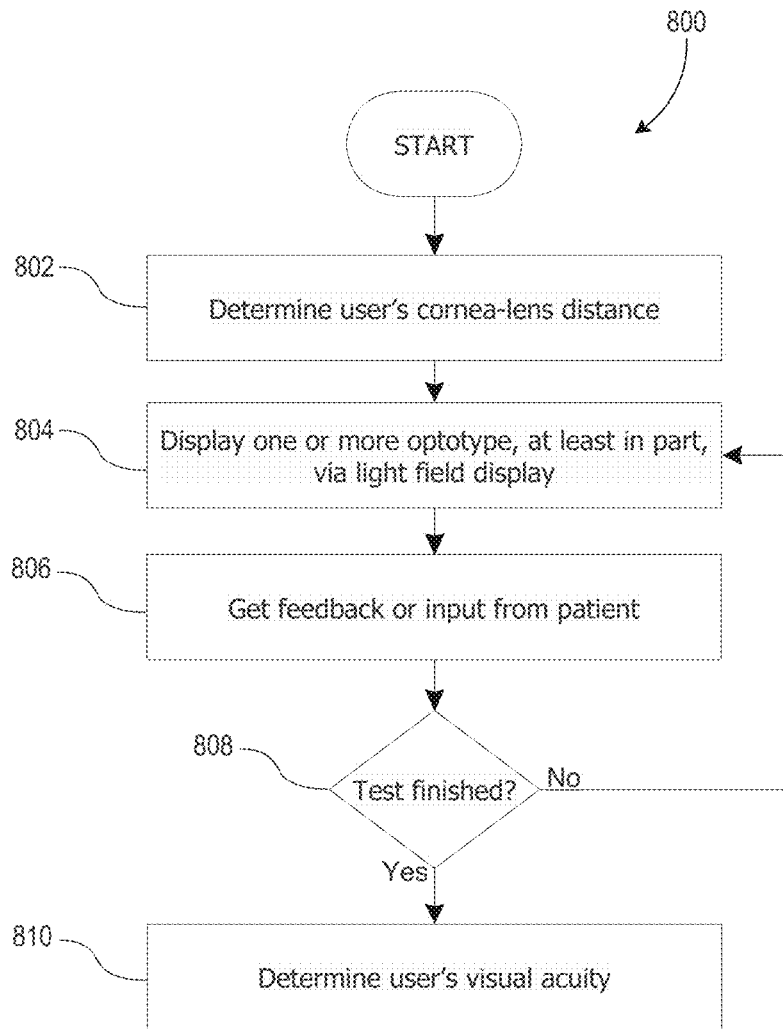 800
START
802
Determine user's cornea-lens distance
804
Display one or more optotype, at least in part,
via light field display
806
Get feedback or input from patient
808
Test finished?
No
Yes
810
Determine user's visual acuity